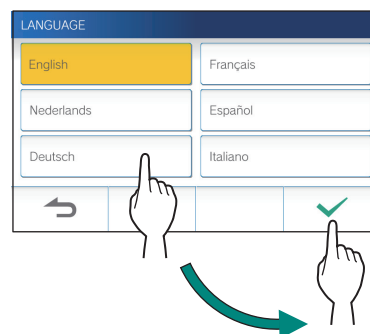 LANGUAGE
English
Français
Nederlands
Español
Deutsch
Italiano